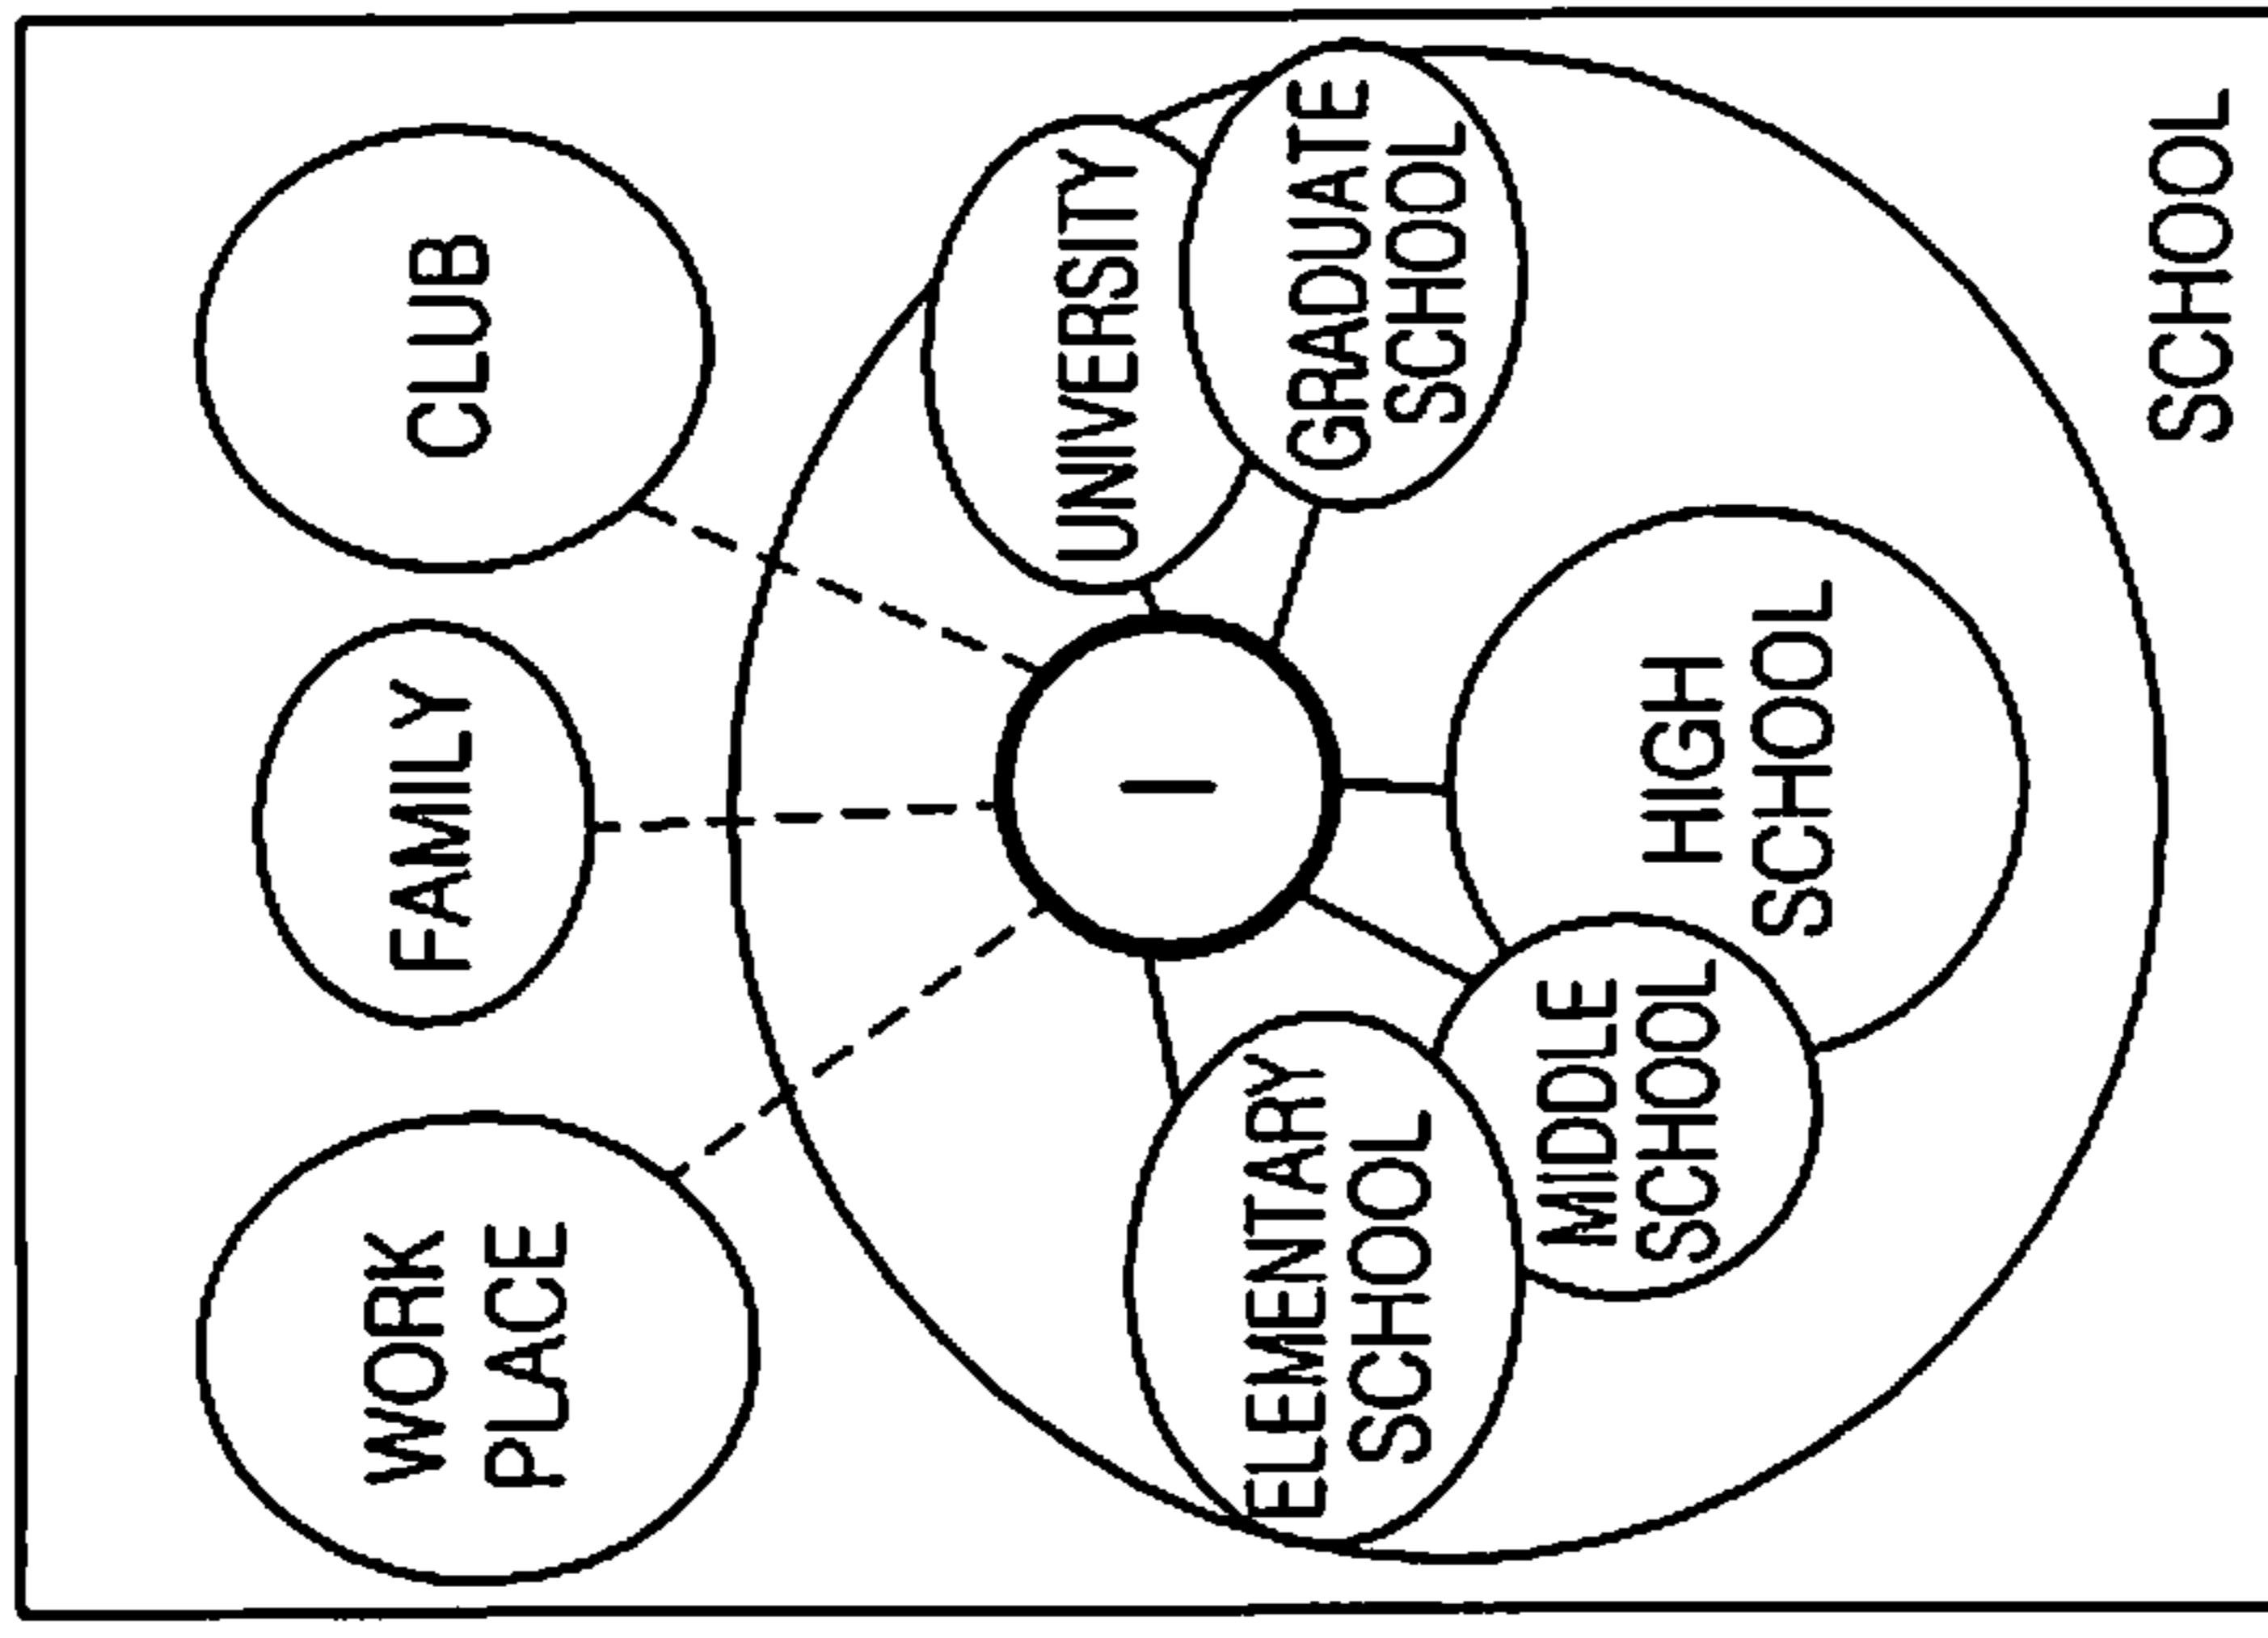 WORK
PLACE
FAMILY
CLUB
I
UNIVERSITY
GRADUATE
SCHOOL
ELEMENTARY
SCHOOL
MIDDLE
SCHOOL
HIGH
SCHOOL
SCHOOL